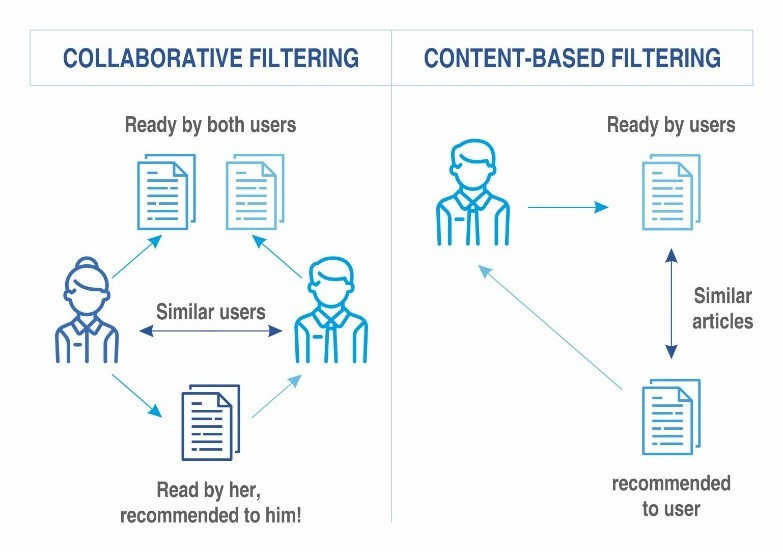 COLLABORATIVE FILTERING
CONTENT-BASED FILTERING
Ready by both users
Similar users
Read by her,
recommended to him!
Ready by users
Similar
articles
recommended
to user